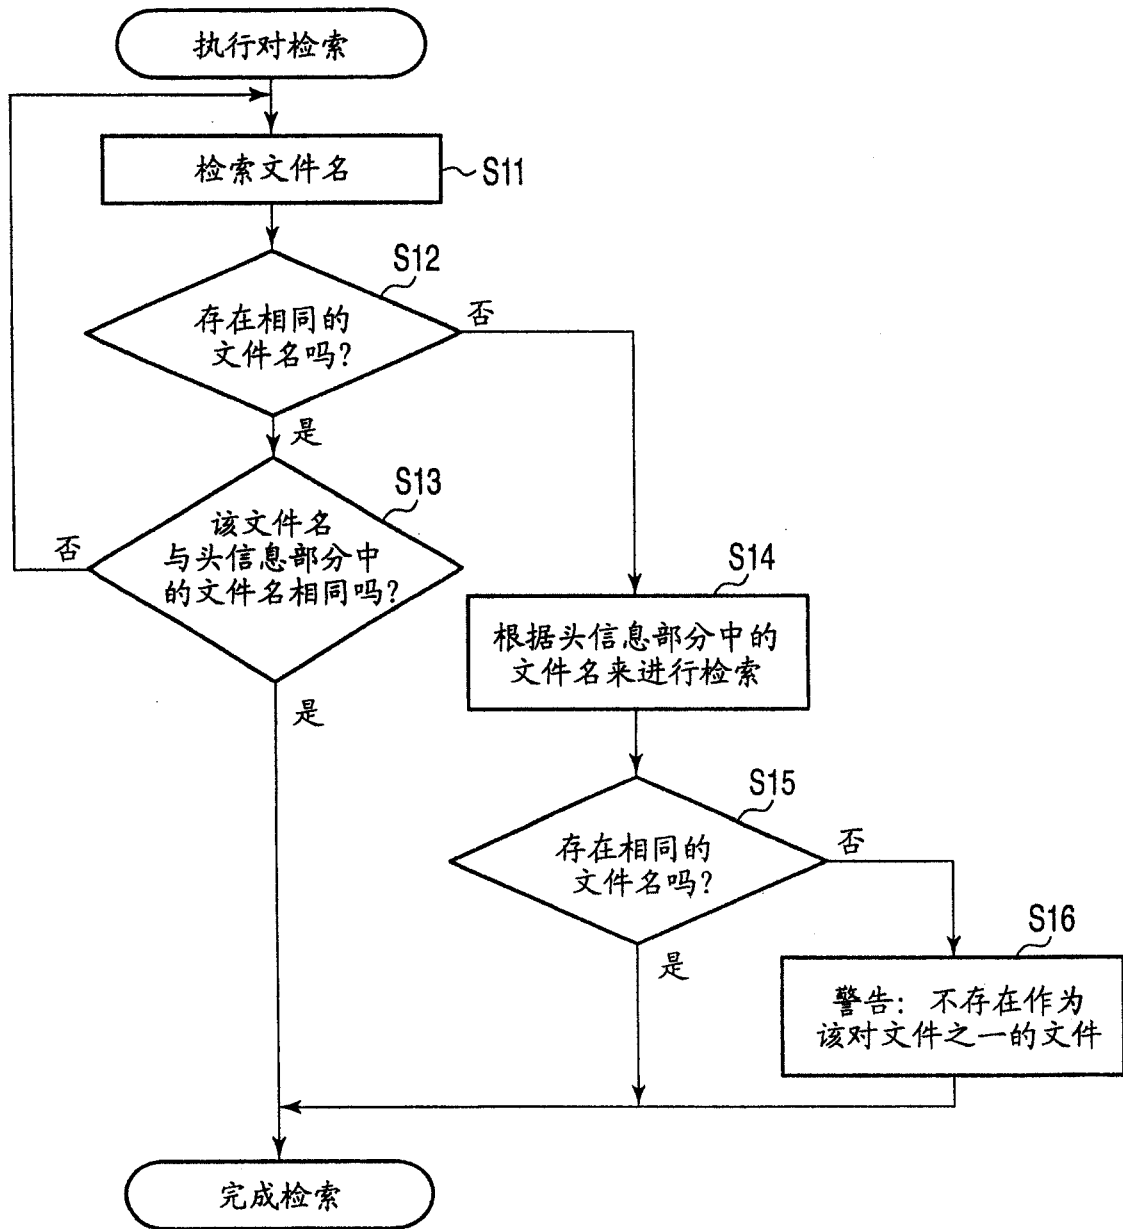 执行对检索
检索文件名
S11
S12
存在相同的
文件名吗?
否
是
S13
该文件名
与头信息部分中
的文件名相同吗?
否
是
S14
根据头信息部分中的
文件名来进行检索
S15
存在相同的
文件名吗?
否
是
S16
警告: 不存在作为
该对文件之一的文件
完成检索